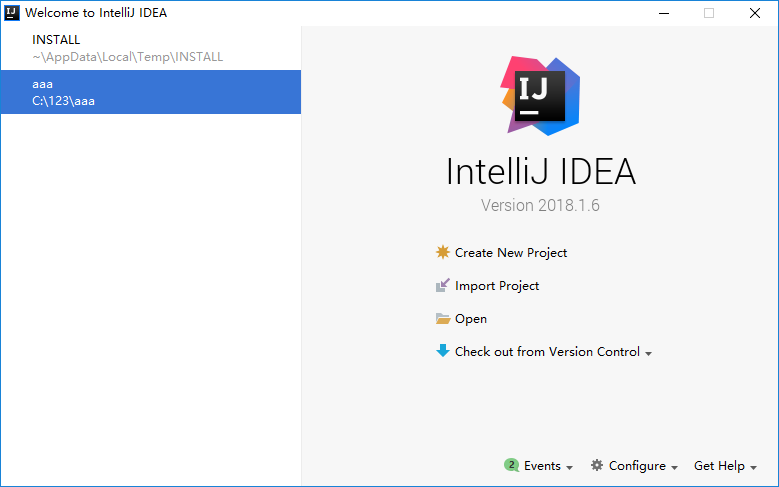 Welcome to IntelliJ IDEA
INSTALL
~\AppData\Local\Temp\INSTALL
aaa
C:\123\aaa
IJ
IntelliJ IDEA
Version 2018.1.6
Create New Project
Import Project
Open
Check out from Version Control
2 Events Configure Get Help